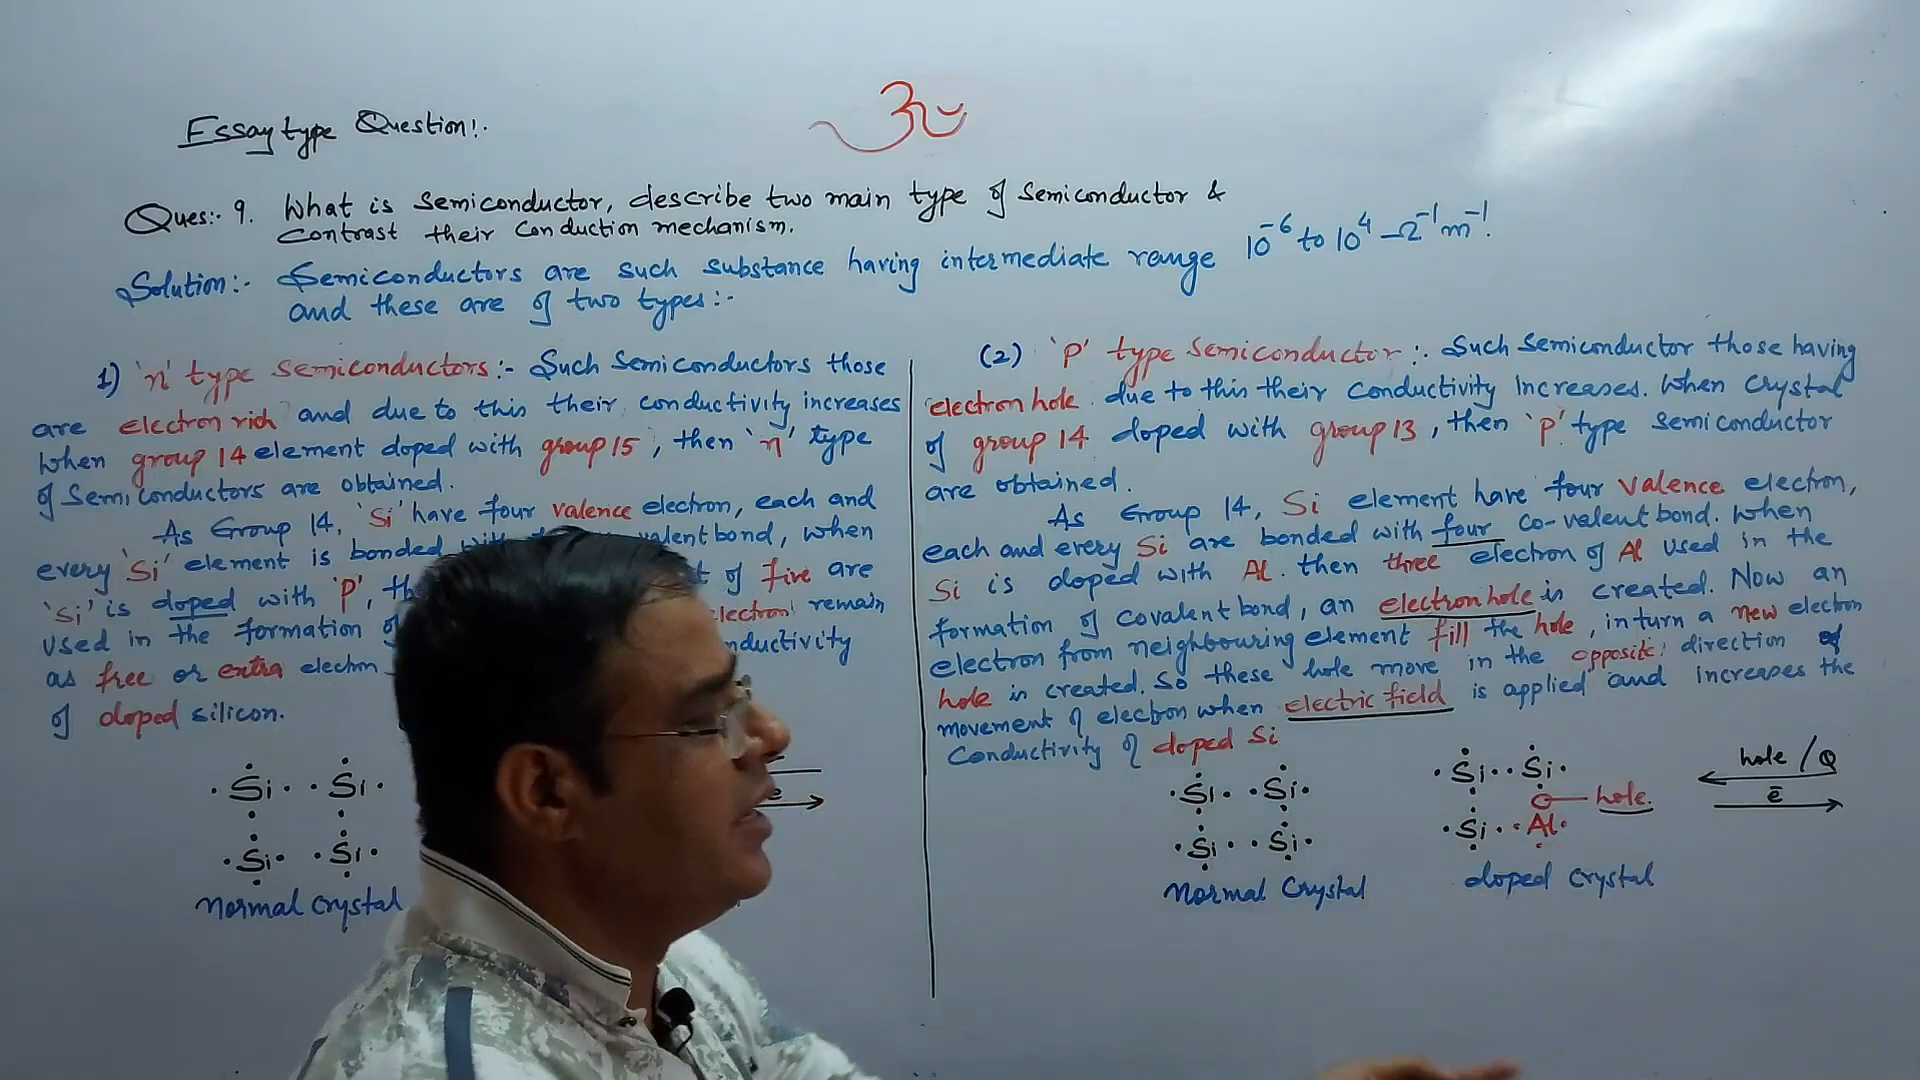 ॐ
Essay type Question:.
Ques:- 9. What is semiconductor, describe two main type of semiconductor &
contrast their conduction mechanism.
Solution:- Semiconductors are such substance having intermediate range 10⁻⁶ to 10⁴ Ω⁻¹m⁻¹.
and these are of two types:-
1) 'n' type semiconductors:- Such semiconductors those
are electron rich and due to this their conductivity increases
When group 14 element doped with group 15, then 'n' type
of semiconductors are obtained.
As Group 14, 'Si' have four valence electron, each and
every 'Si' element is bonded valent bond, when
'Si' is doped with 'P', of five are
used in the formation lectron remain
as free or extra electron nductivity
of doped silicon.
·Si· ·Si·
·Si· ·Si·
Normal crystal
e
(2) 'P' type semiconductor:. Such semiconductor those having
electron hole due to this their conductivity increases. When crystal
of group 14 doped with group 13, then 'p' type semiconductor
are obtained.
As Group 14, Si element have four valence electron,
each and every Si are bonded with four co-valent bond. When
Si is doped with Al. then three electron of Al used in the
formation of covalent bond, an electron hole is created. Now an
electron from neighbouring element fill the hole, in turn a new electron
hole is created. So these hole move in the opposite direction of
movement of electron when electric field is applied and increases the
Conductivity of doped Si
·Si· ·Si·
·Si· ·Si·
Normal Crystal
·Si· ·Si·
hole.
·Si· ·Al·
doped crystal
hole /
ē